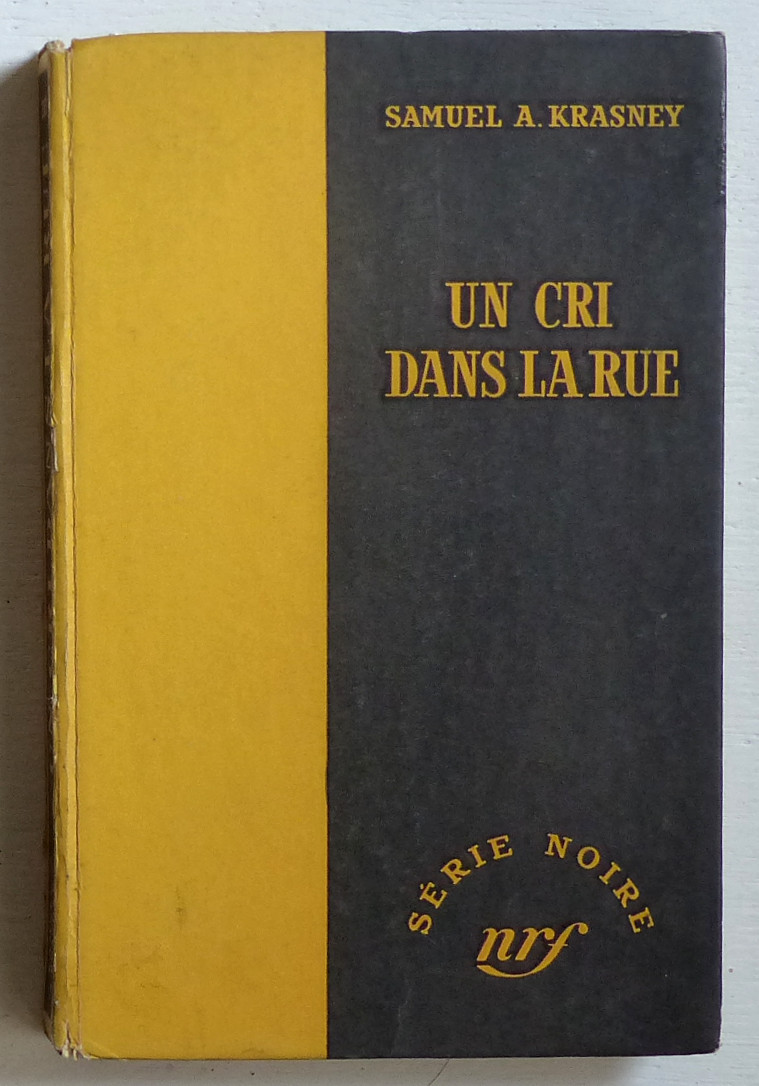 SAMUEL A. KRASNEY
UN CRI
DANS LA RUE
SÉRIE NOIRE
nrf